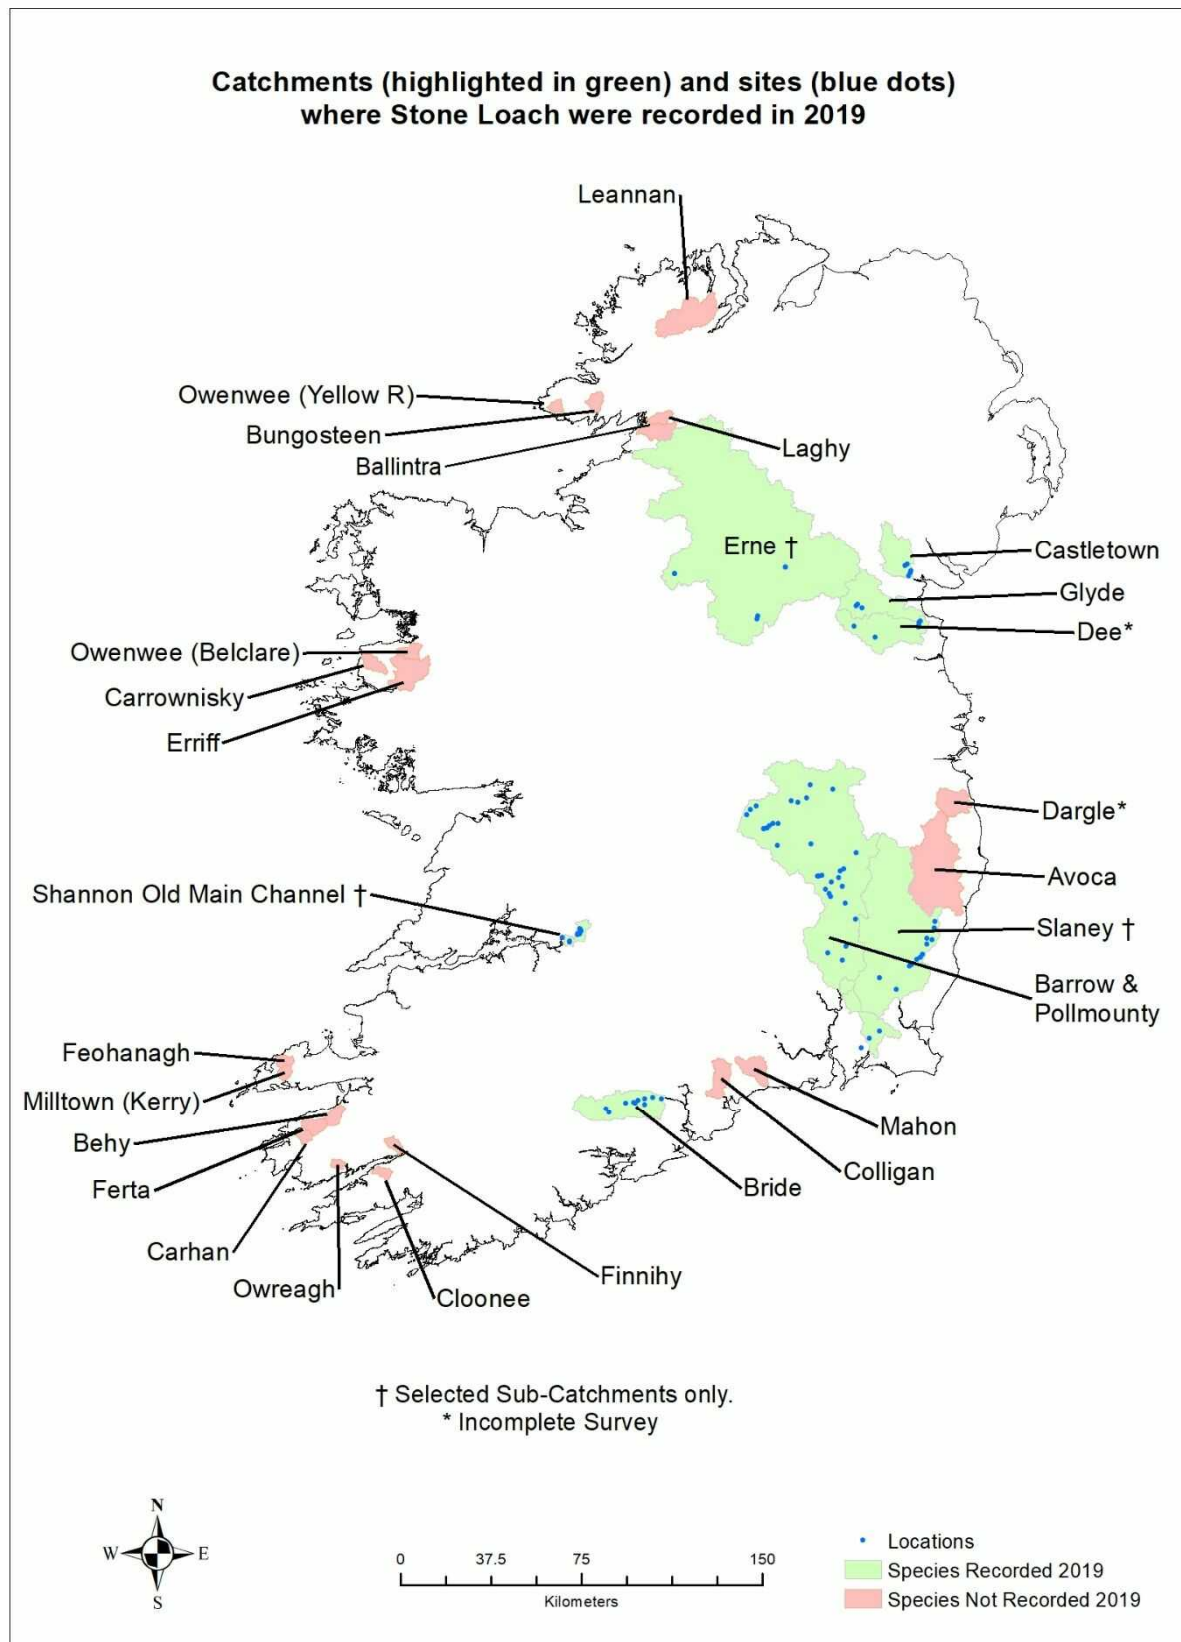 Catchments (highlighted in green) and sites (blue dots)
where Stone Loach were recorded in 2019
Leannan
Owenwee (Yellow R)
Bungosteen
Ballintra
Laghy
Erne †
Castletown
Glyde
Dee*
Owenwee (Belclare)
Carrownisky
Erriff
Dargle*
Avoca
Shannon Old Main Channel †
Slaney †
Barrow &
Pollmounty
Feohanagh
Milltown (Kerry)
Behy
Ferta
Carhan
Owreagh
Cloonee
Finnihy
Bride
Colligan
Mahon
† Selected Sub-Catchments only.
* Incomplete Survey
N
W E
S
0 37.5 75 150
Kilometers
Locations
Species Recorded 2019
Species Not Recorded 2019